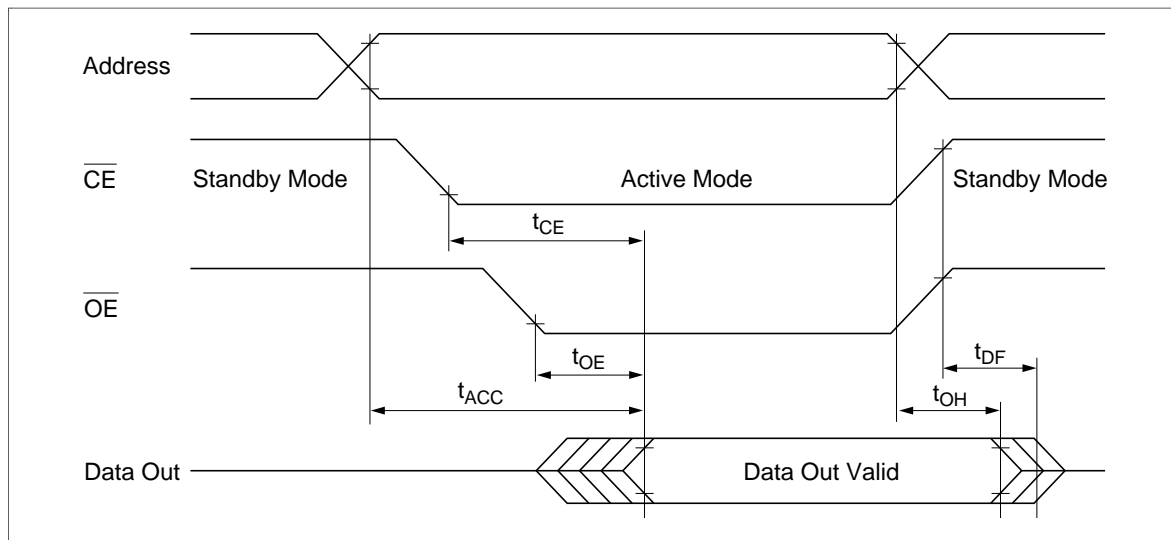 Address
CE
Standby Mode
Active Mode
Standby Mode
tCE
OE
tOE
tDF
tACC
tOH
Data Out
Data Out Valid